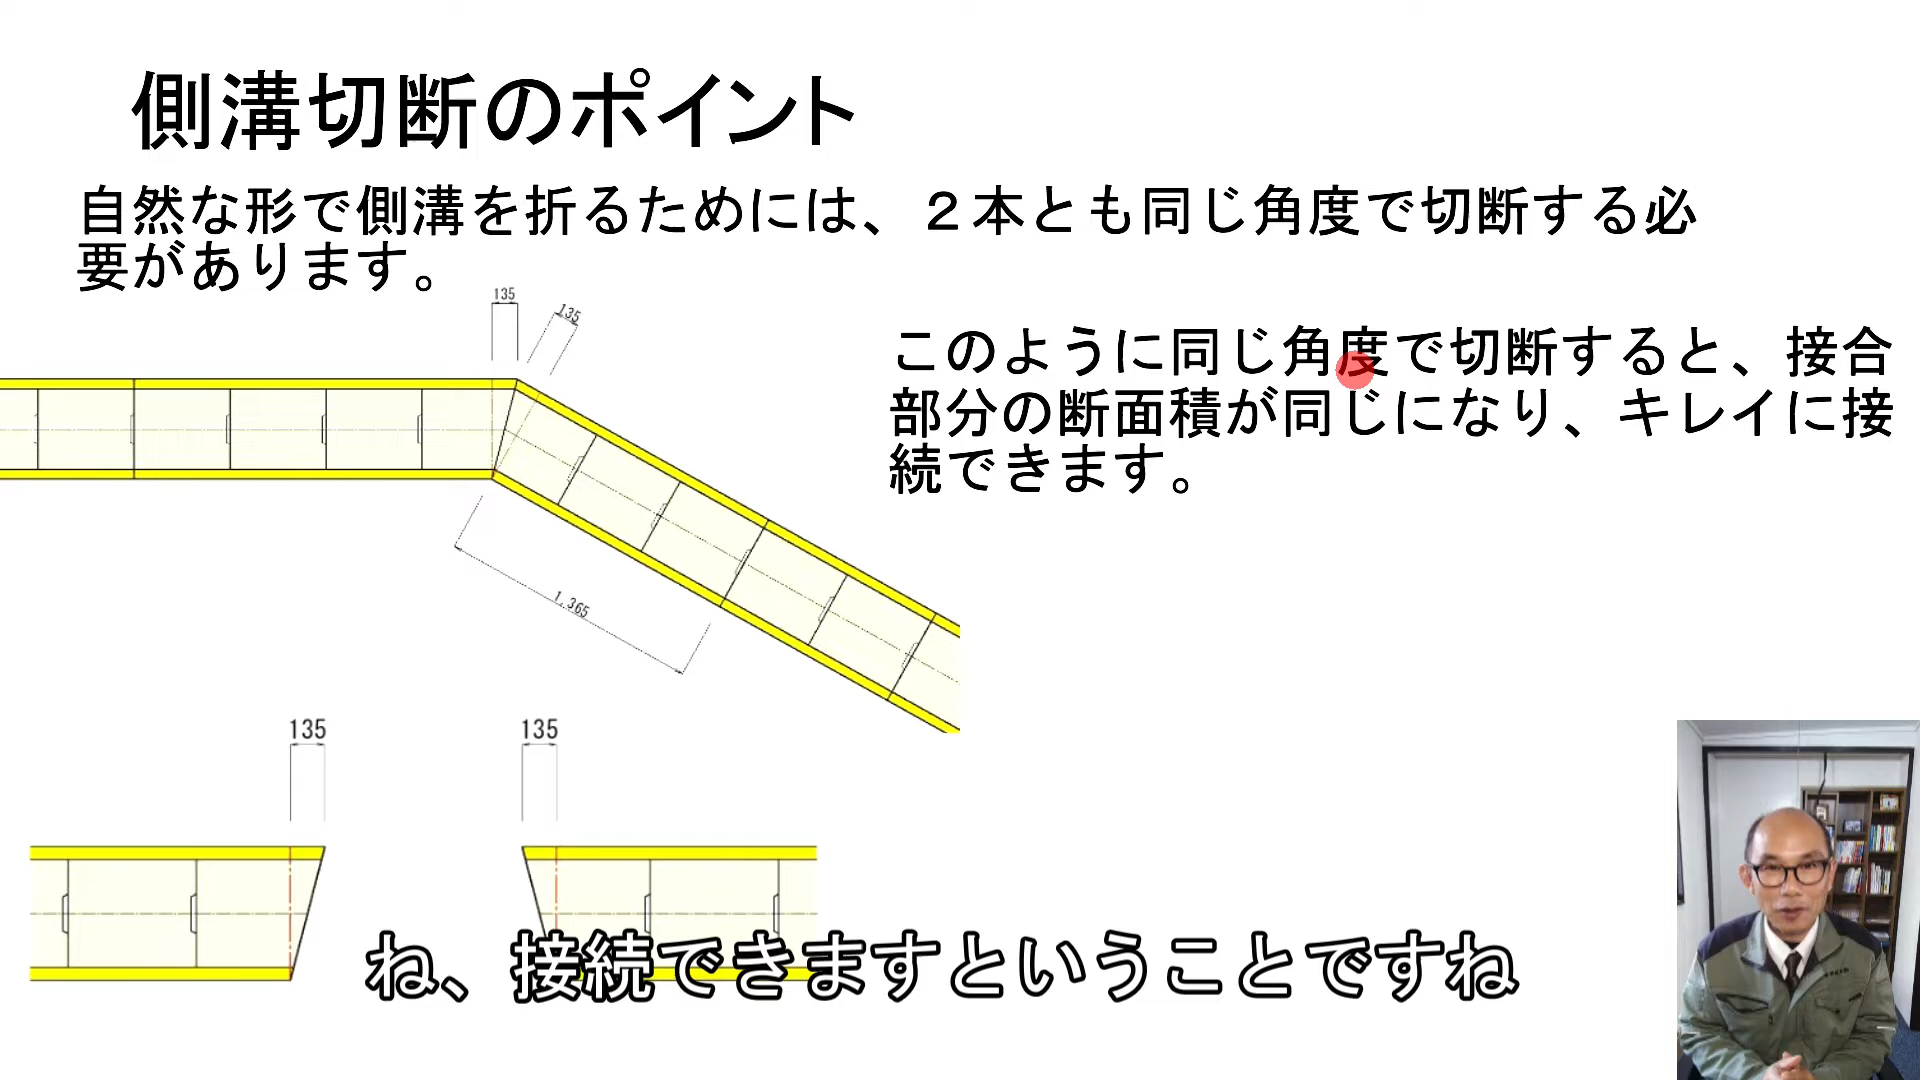 側溝切断のポイント
自然な形で側溝を折るためには、２本とも同じ角度で切断する必
要があります。
135
135
このように同じ角度で切断すると、接合
部分の断面積が同じになり、キレイに接
続できます。
1,365
135
135
ね、接続できますということですね